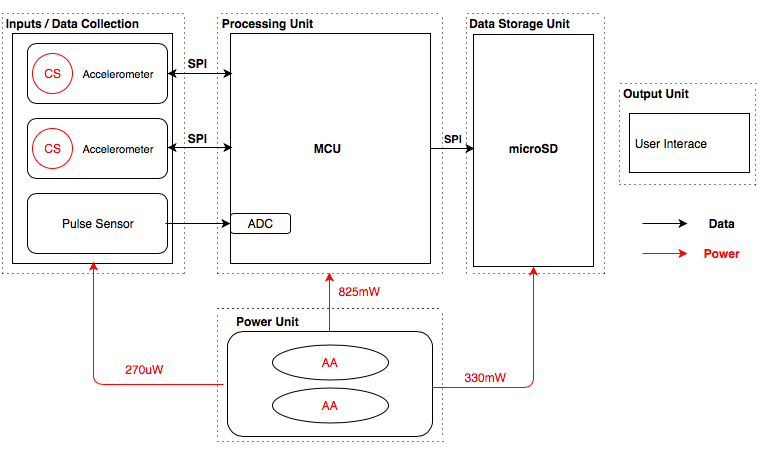 Inputs / Data Collection
Processing Unit
Data Storage Unit
CS
Accelerometer
SPI
CS
Accelerometer
SPI
Pulse Sensor
MCU
ADC
SPI
microSD
Output Unit
User Interace
Data
Power
825mW
Power Unit
270uW
AA
AA
330mW